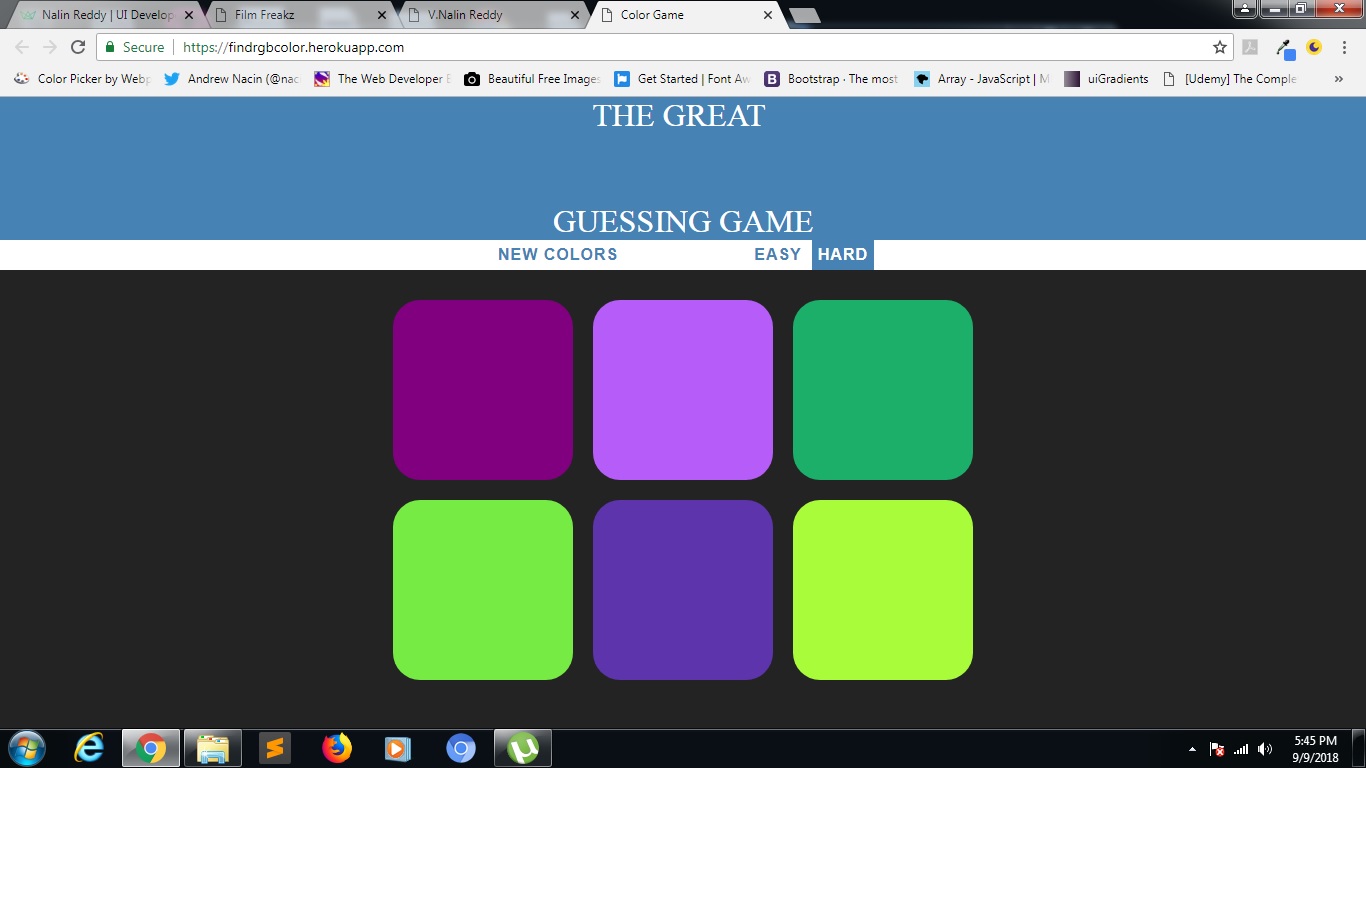 Nalin Reddy | UI Develop
Film Freakz
V.Nalin Reddy
Color Game
Secure
https://findrgbcolor.herokuapp.com
Color Picker by Webp
Andrew Nacin (@nac
The Web Developer B
Beautiful Free Images
Get Started | Font Aw
Bootstrap · The most
Array - JavaScript | M
uiGradients
[Udemy] The Comple
THE GREAT
GUESSING GAME
NEW COLORS
EASY
HARD
5:45 PM
9/9/2018